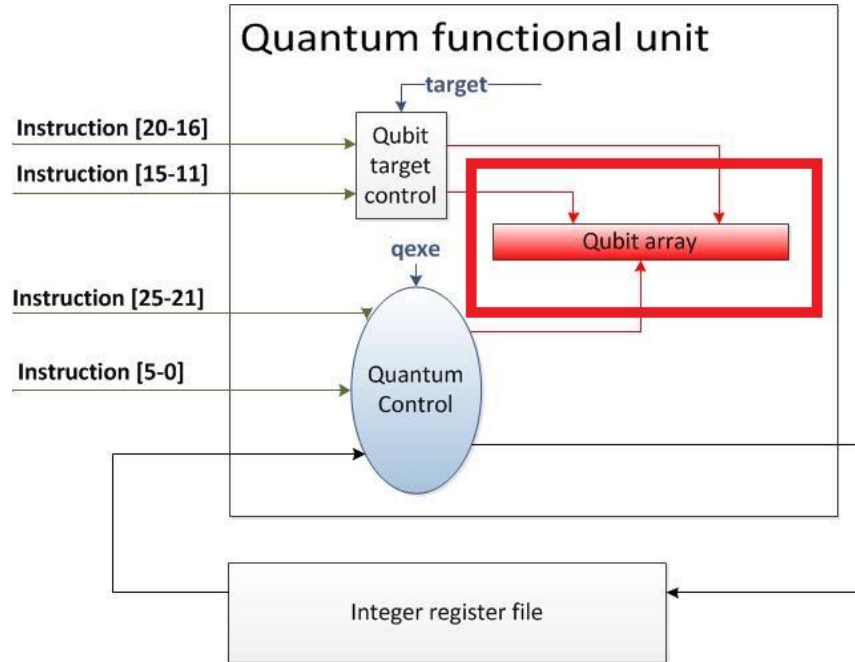 Quantum functional unit
target
Instruction [20-16]
Qubit
target
control
Instruction [15-11]
Qubit array
qexe
Instruction [25-21]
Quantum
Control
Instruction [5-0]
Integer register file